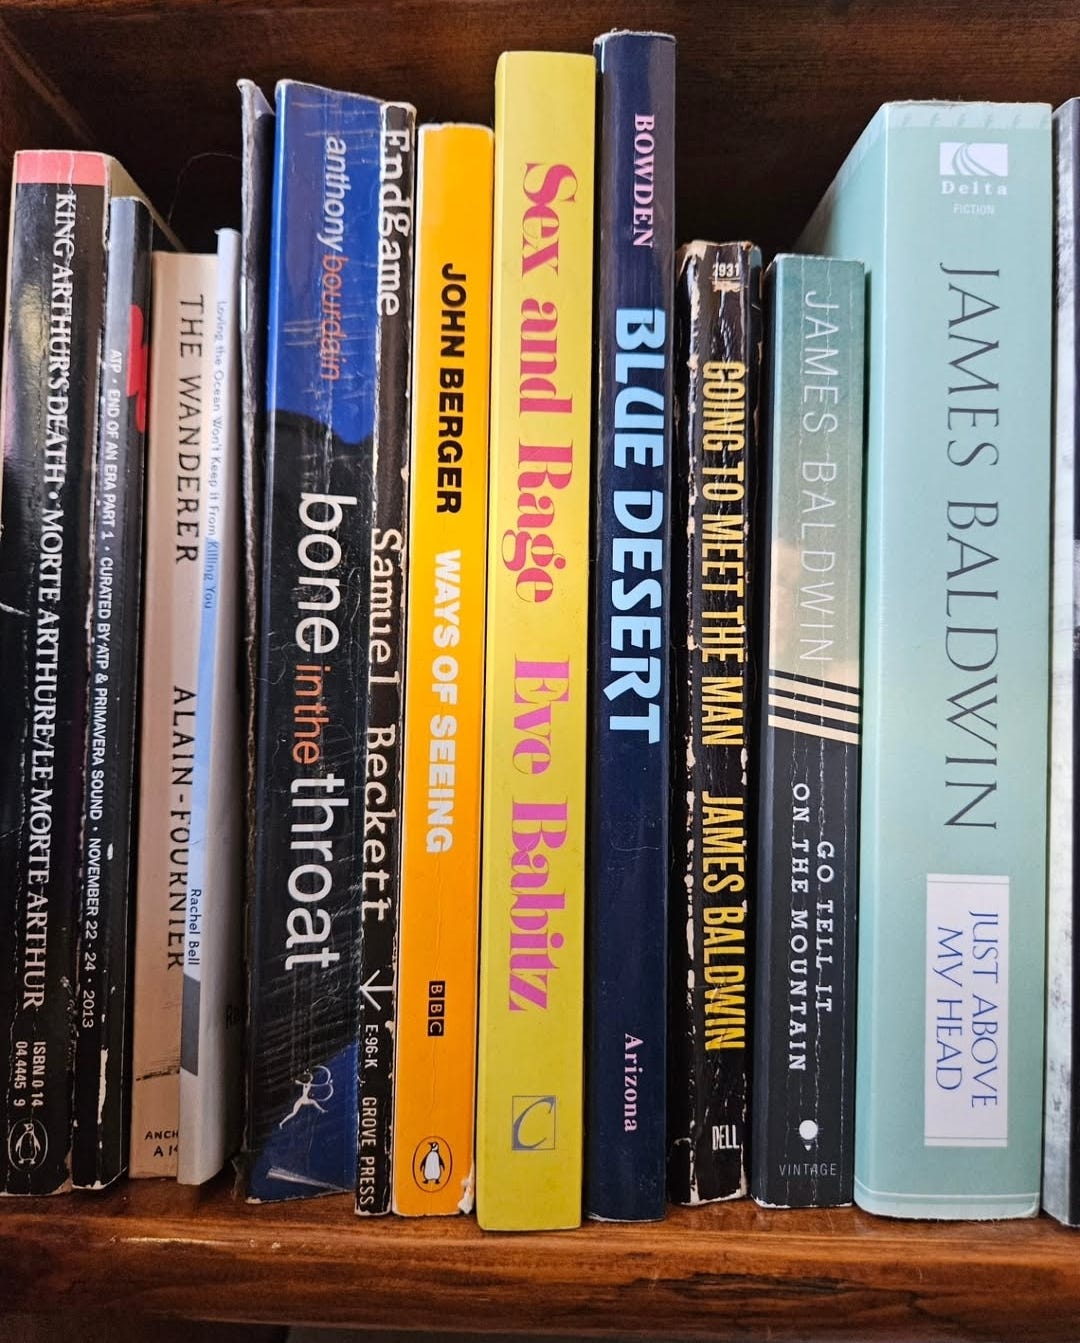 KING ARTHUR'S DEATH • MORTE ARTHURE/LE MORTE ARTHUR
ISBN 0 14
04.4445 9
ATP • END OF AN ERA PART 1 • CURATED BY ATP & PRIMAVERA SOUND • NOVEMBER 22 - 24 • 2013
THE WANDERER ALAIN-FOURNIER
ANCH
Loving the Ocean Won't Keep it From Killing You
Rachel Bell
anthony bourdain
bone in the throat
Endgame Samuel Beckett E-96-K GROVE PRESS
JOHN BERGER WAYS OF SEEING
BBC
Sex and Rage Eve Babitz
C
BOWDEN
BLUE DESERT
Arizona
7931
GOING TO MEET THE MAN JAMES BALDWIN
DELL
JAMES BALDWIN
GO TELL IT
ON THE MOUNTAIN
VINTAGE
Delta
FICTION
JAMES BALDWIN
JUST ABOVE
MY HEAD